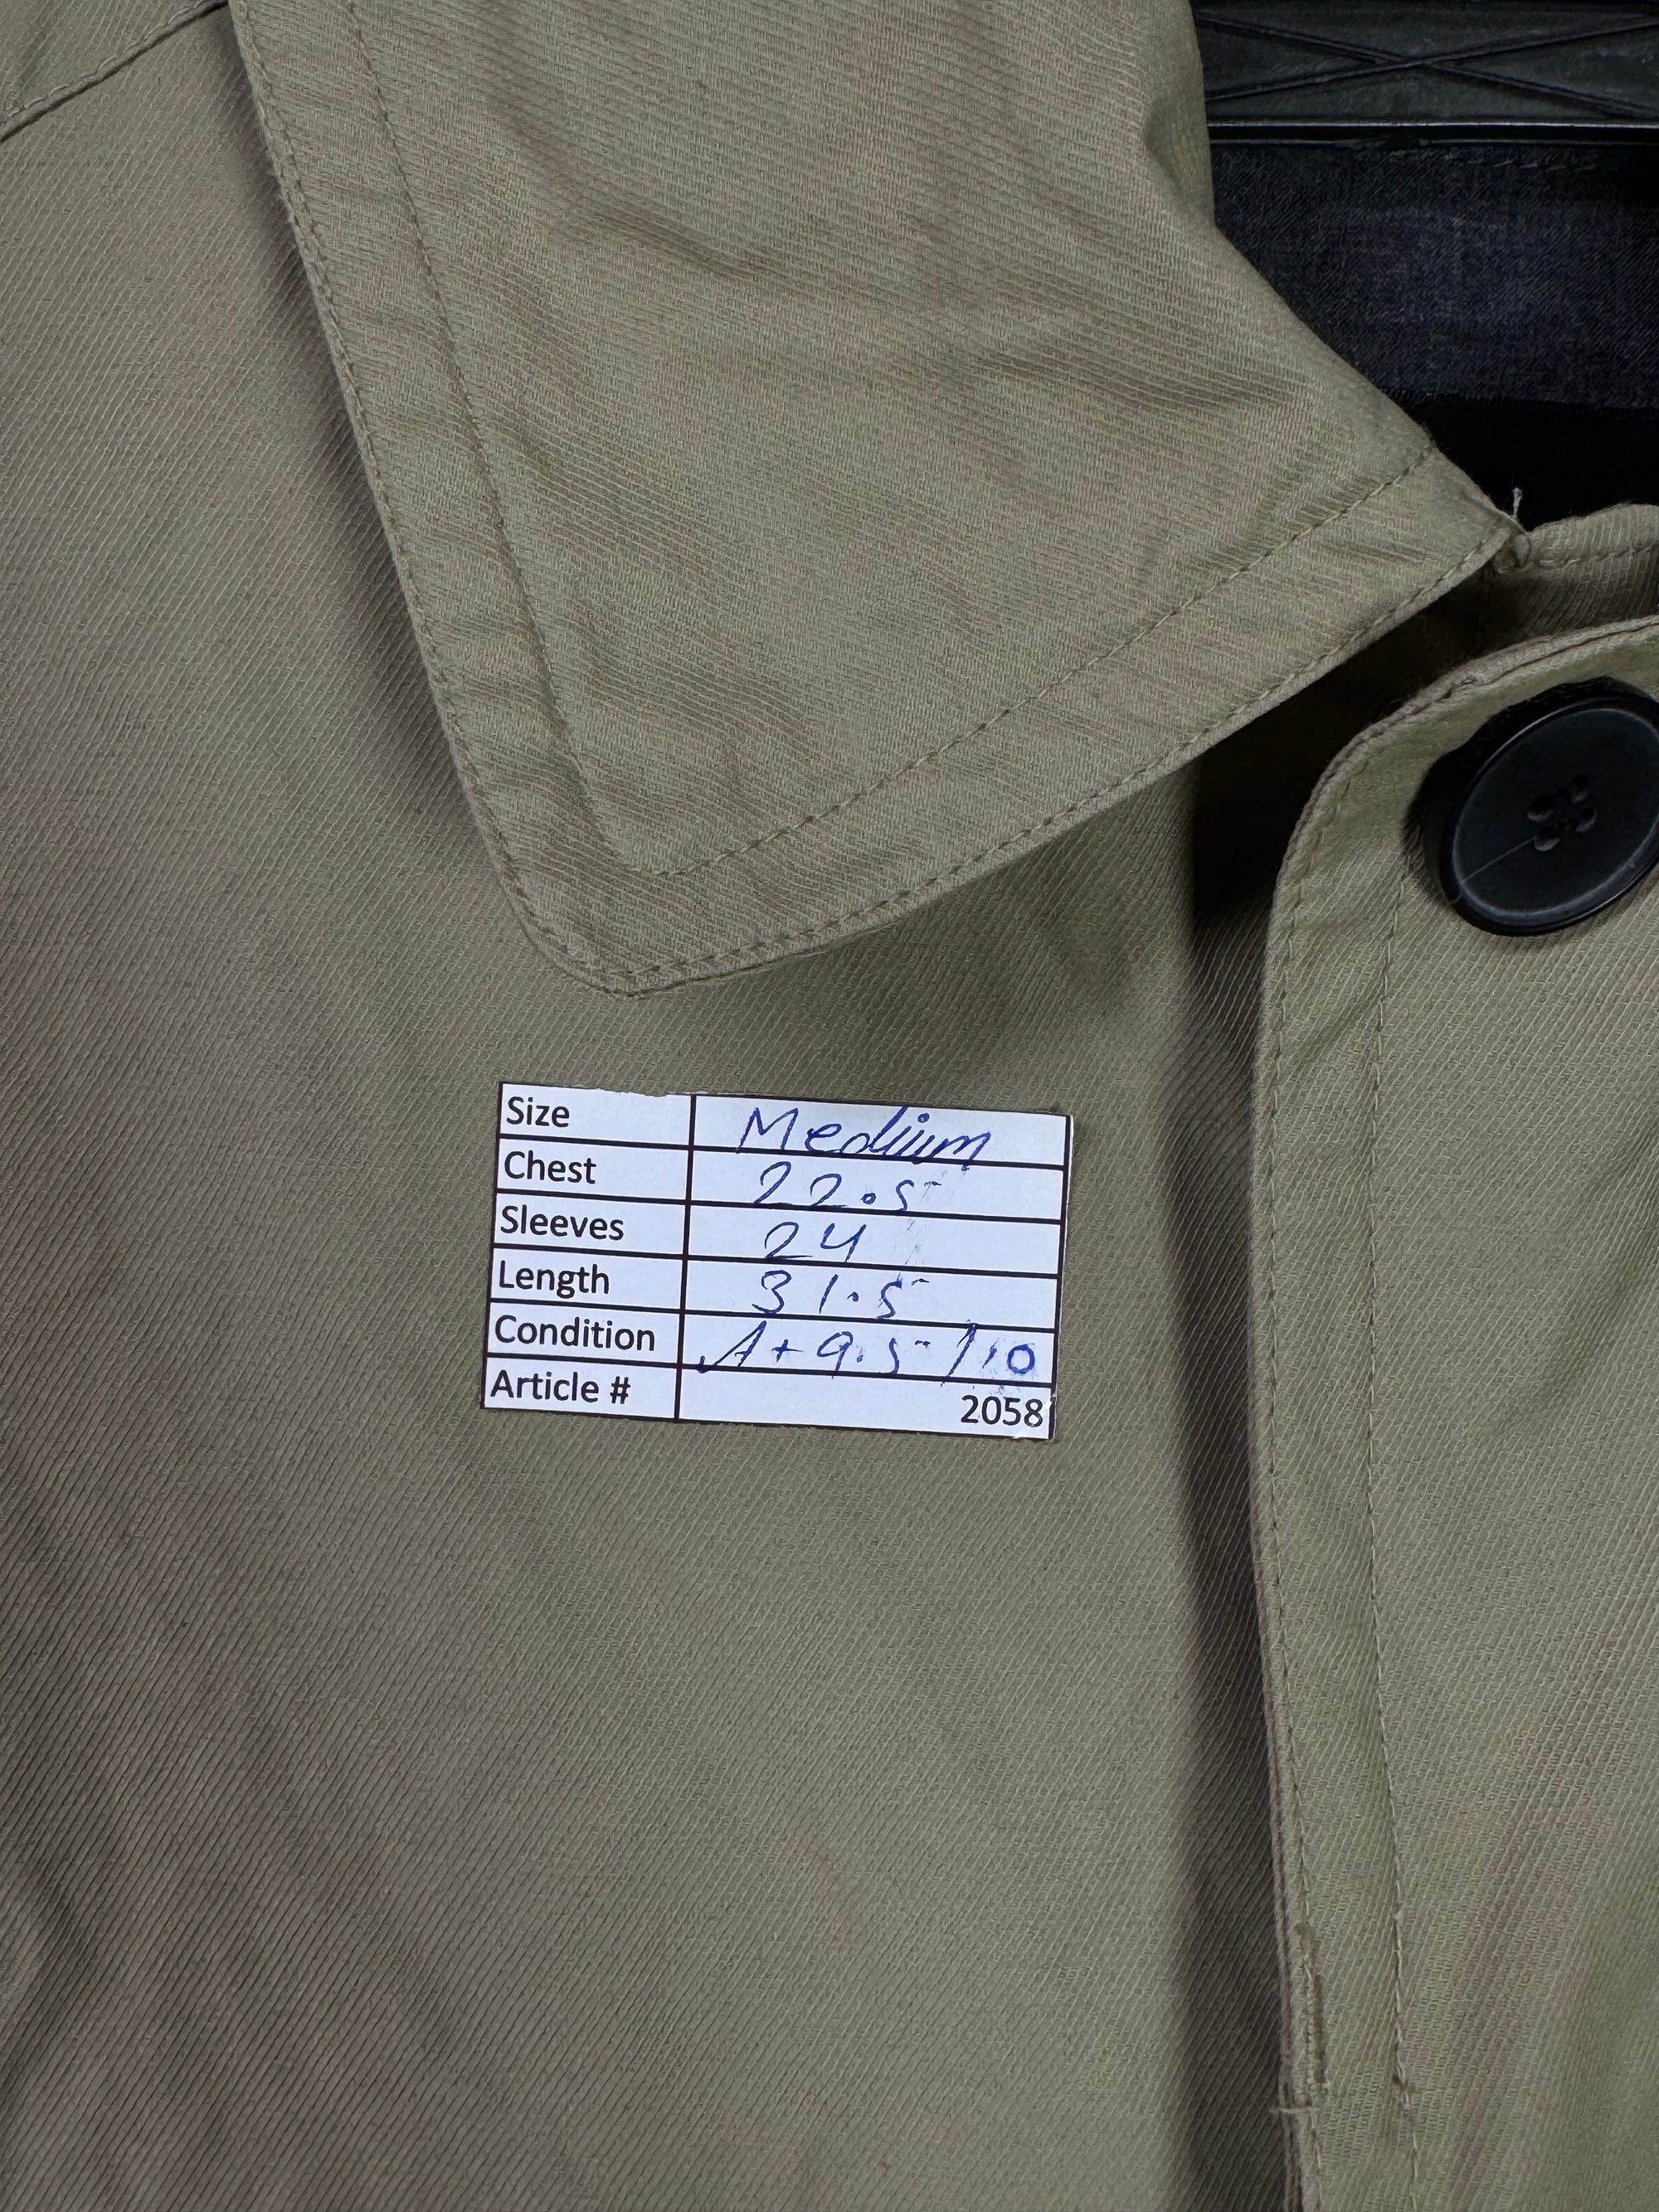 Size Medium
Chest 22.5
Sleeves 24
Length 31.5
Condition A+ 9.5/10
Article # 2058